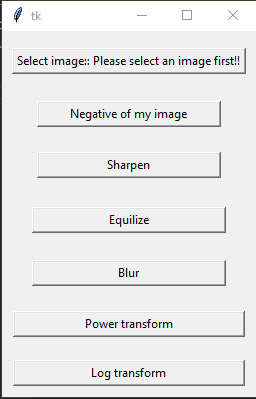 tk
Select image:: Please select an image first!!
Negative of my image
Sharpen
Equilize
Blur
Power transform
Log transform